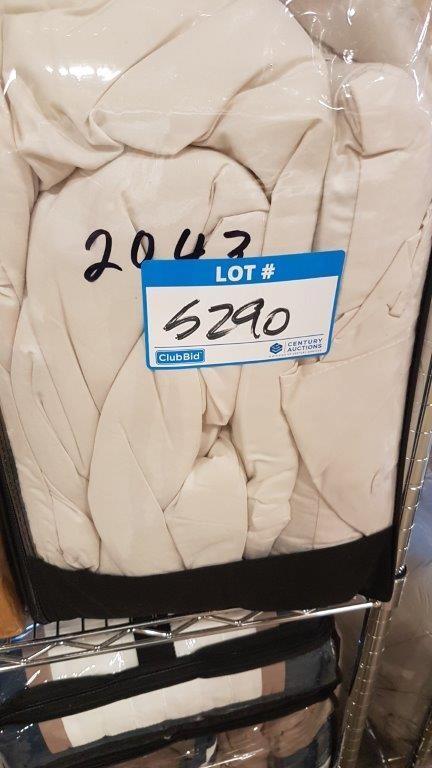 2043
LOT #
5290
ClubBid
CENTURY
AUCTIONS